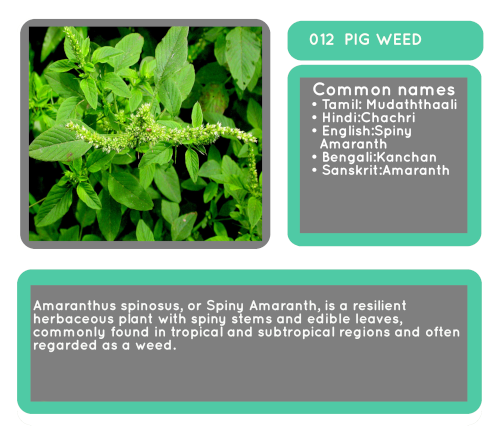 012 PIG WEED
Common names
• Tamil: Mudaththaali
• Hindi:Chachri
• English:Spiny
Amaranth
• Bengali:Kanchan
• Sanskrit:Amaranth
Amaranthus spinosus, or Spiny Amaranth, is a resilient
herbaceous plant with spiny stems and edible leaves,
commonly found in tropical and subtropical regions and often
regarded as a weed.